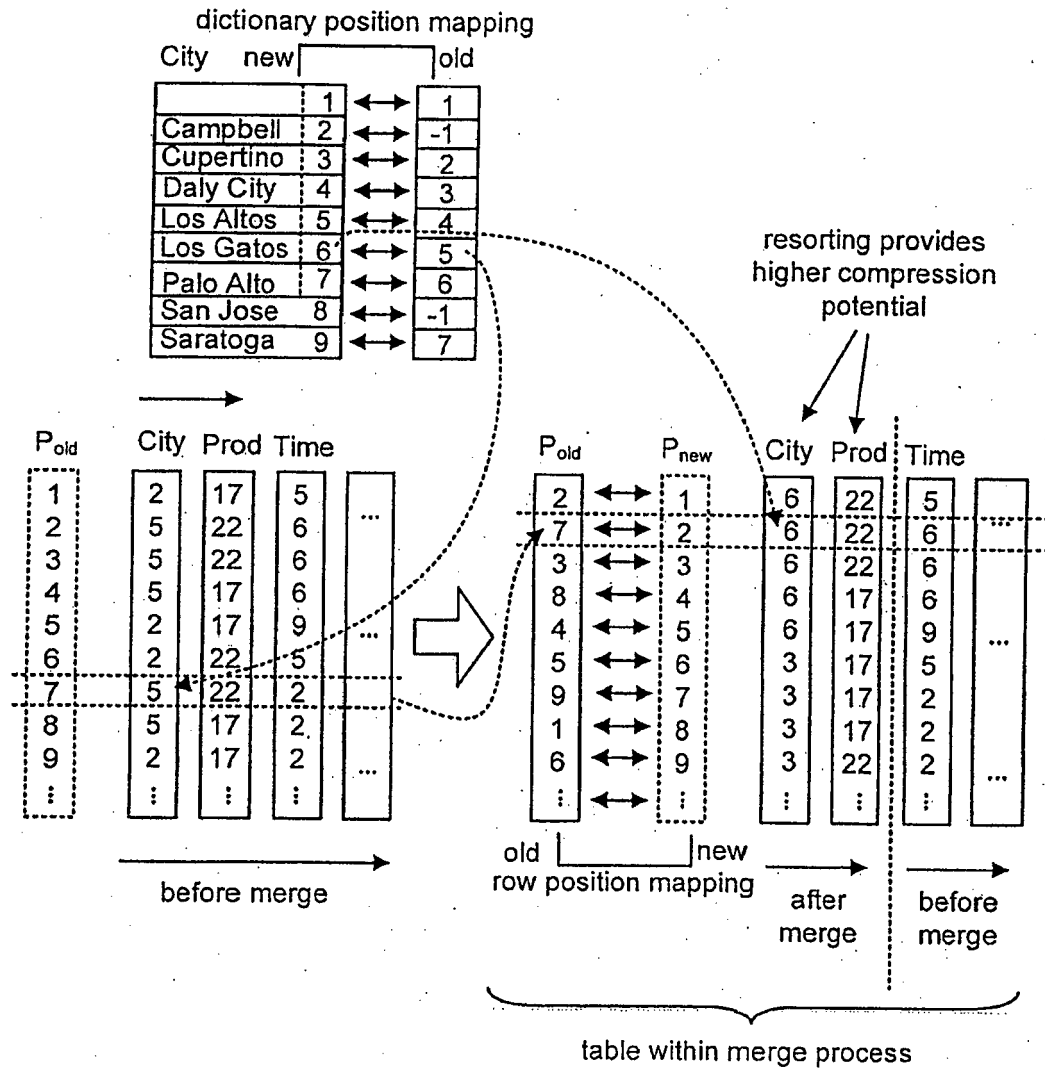 dictionary position mapping
City new old
1 1
Campbell 2 -1
Cupertino 3 2
Daly City 4 3
Los Altos 5 4
Los Gatos 6 5
Palo Alto 7 6
San Jose 8 -1
Saratoga 9 7
resorting provides
higher compression
potential
Pold City Prod Time
1 2 17 5 ...
2 5 22 6
3 5 22 6
4 5 17 6
5 2 17 9 ...
6 2 22 5
7 5 22 2
8 5 17 2
9 2 17 2 ...
⋮ ⋮ ⋮ ⋮
before merge
Pold Pnew City Prod Time
2 1 6 22 5
7 2 6 22 6 ...
3 3 6 22 6
8 4 6 17 6
4 5 6 17 9 ...
5 6 3 17 5
9 7 3 17 2
1 8 3 17 2
6 9 3 22 2 ...
⋮ ⋮ ⋮ ⋮ ⋮
old new
row position mapping
after
merge
before
merge
table within merge process